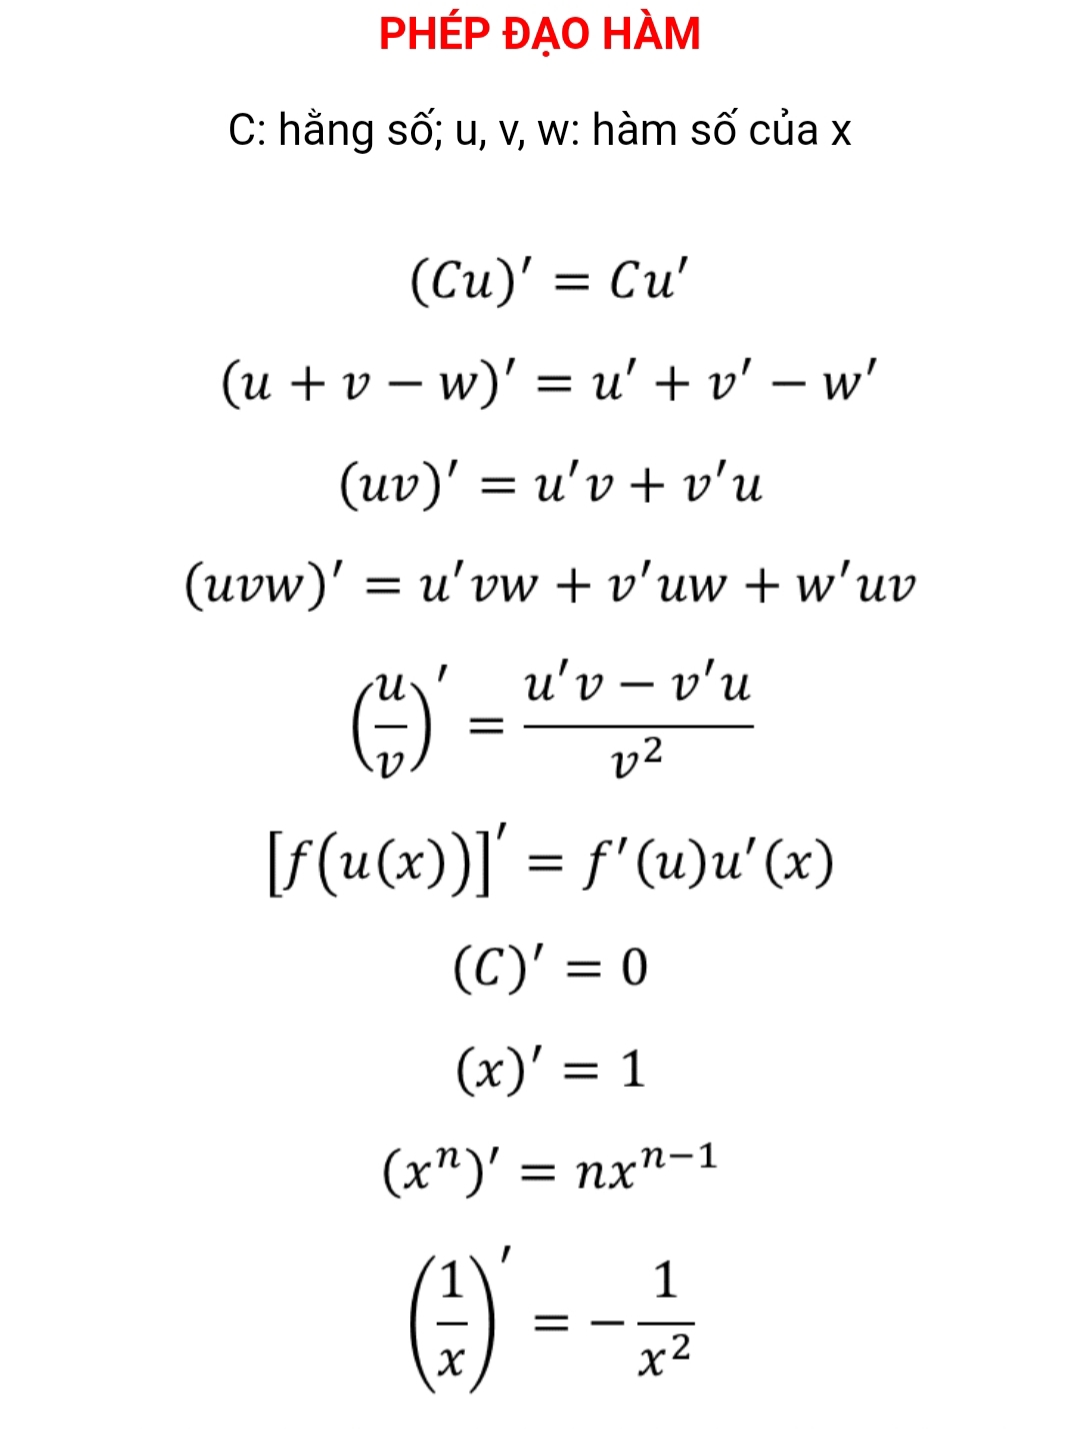 PHÉP ĐẠO HÀM
C: hằng số; u, v, w: hàm số của x
(Cu)′ = Cu′
(u + v − w)′ = u′ + v′ − w′
(uv)′ = u′v + v′u
(uvw)′ = u′vw + v′uw + w′uv
(u/v)′ = (u′v − v′u)/v²
[f(u(x))]′ = f′(u)u′(x)
(C)′ = 0
(x)′ = 1
(xⁿ)′ = nxⁿ⁻¹
(1/x)′ = −1/x²